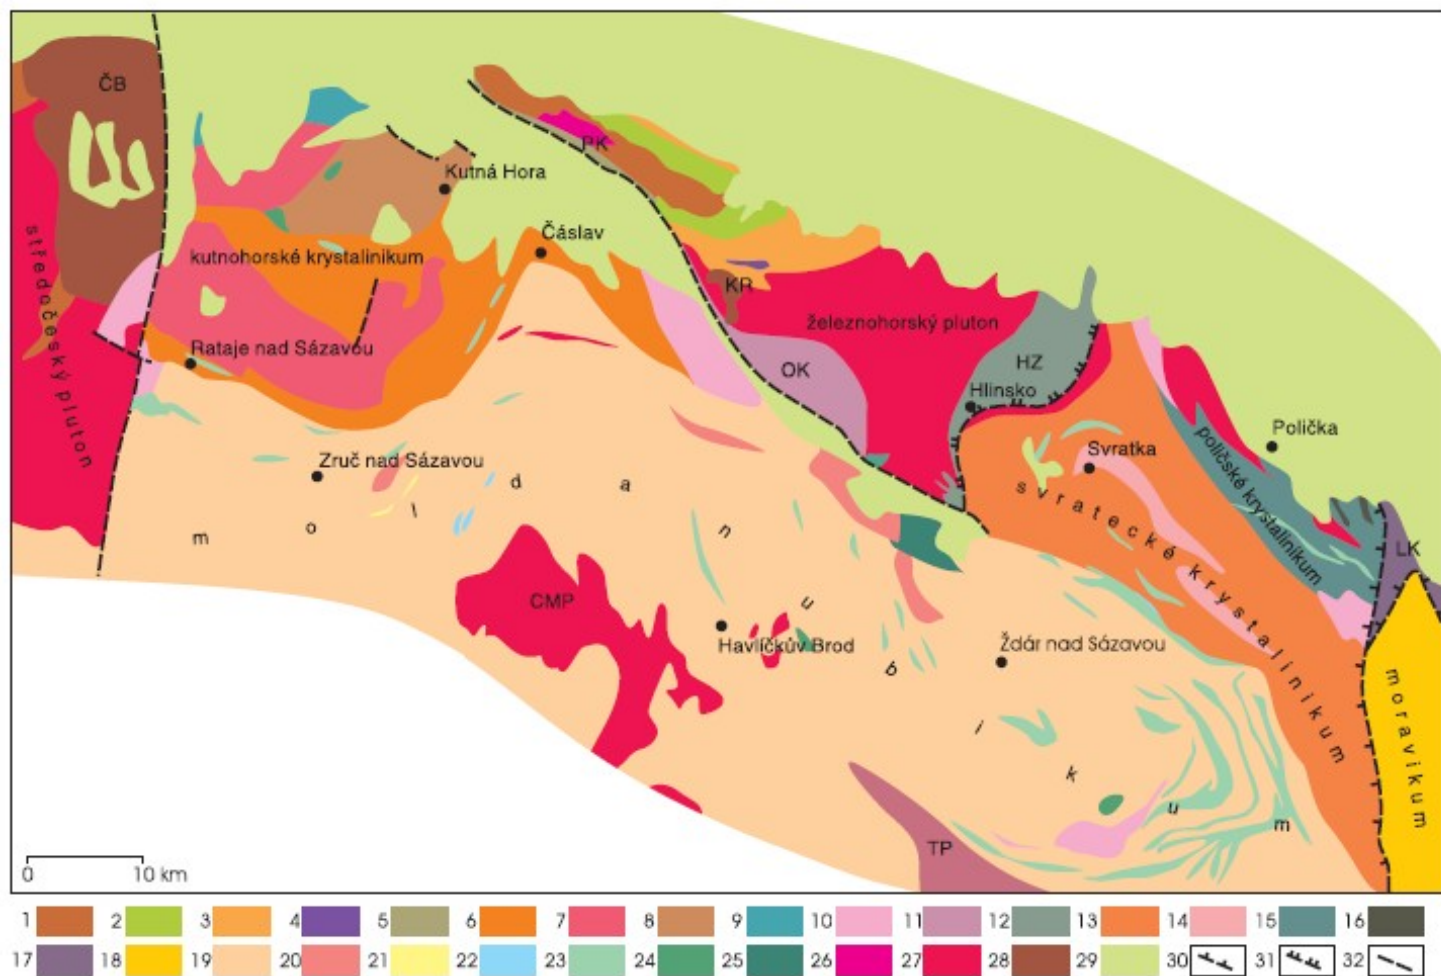 ČB
PK
Kutná Hora
Čáslav
kutnohorské krystalinikum
KR
železnohorský pluton
středočeský pluton
Rataje nad Sázavou
OK
HZ
Hlinsko
Polička
Svratka
poličské krystalinikum
Zruč nad Sázavou
moldanubikum
svratecké krystalinikum
LK
CMP
Havlíčkův Brod
Ždár nad Sázavou
moravikum
TP
0 10 km
1 2 3 4 5 6 7 8 9 10 11 12 13 14 15 16
17 18 19 20 21 22 23 24 25 26 27 28 29 30 31 32